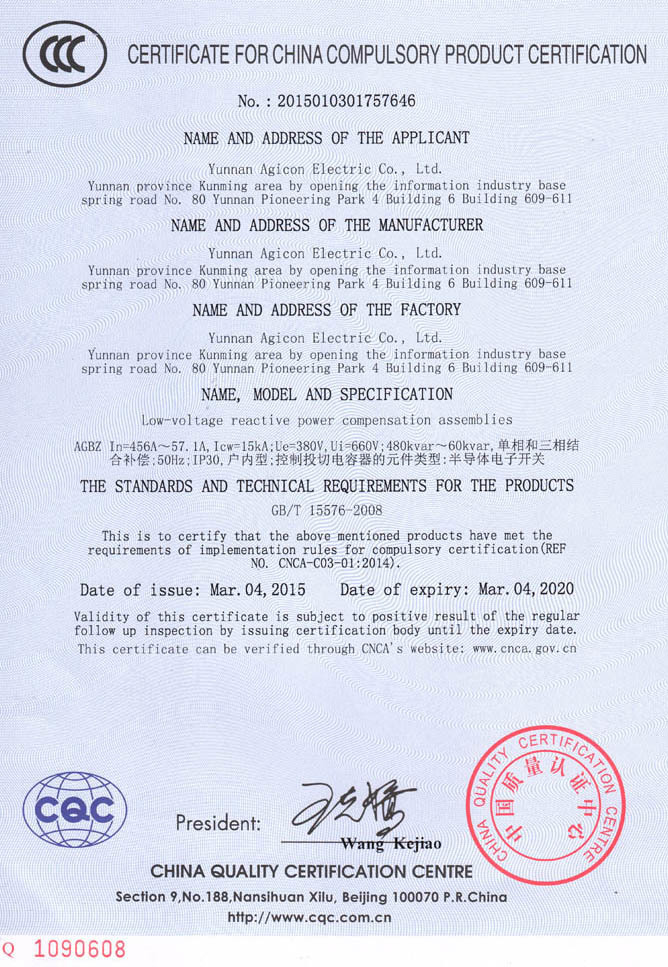 CCC
CERTIFICATE FOR CHINA COMPULSORY PRODUCT CERTIFICATION
No. : 2015010301757646
NAME AND ADDRESS OF THE APPLICANT
Yunnan Agicon Electric Co., Ltd.
Yunnan province Kunming area by opening the information industry base
spring road No. 80 Yunnan Pioneering Park 4 Building 6 Building 609-611
NAME AND ADDRESS OF THE MANUFACTURER
Yunnan Agicon Electric Co., Ltd.
Yunnan province Kunming area by opening the information industry base
spring road No. 80 Yunnan Pioneering Park 4 Building 6 Building 609-611
NAME AND ADDRESS OF THE FACTORY
Yunnan Agicon Electric Co., Ltd.
Yunnan province Kunming area by opening the information industry base
spring road No. 80 Yunnan Pioneering Park 4 Building 6 Building 609-611
NAME, MODEL AND SPECIFICATION
Low-voltage reactive power compensation assemblies
AGBZ In=456A～57.1A,Icw=15kA;Ue=380V,Ui=660V;480kvar～60kvar,单相和三相结
合补偿;50Hz;IP30,户内型;控制投切电容器的元件类型:半导体电子开关
THE STANDARDS AND TECHNICAL REQUIREMENTS FOR THE PRODUCTS
GB/T 15576-2008
This is to certify that the above mentioned products have met the
requirements of implementation rules for compulsory certification(REF
NO. CNCA-C03-01:2014).
Date of issue: Mar.04,2015 Date of expiry: Mar.04,2020
Validity of this certificate is subject to positive result of the regular
follow up inspection by issuing certification body until the expiry date.
This certificate can be verified through CNCA's website: www.cnca.gov.cn
CHINA QUALITY CERTIFICATION CENTRE
中国质量认证中心
CQC
President:
Wang Kejiao
CHINA QUALITY CERTIFICATION CENTRE
Section 9,No.188,Nansihuan Xilu, Beijing 100070 P.R.China
http://www.cqc.com.cn
Q 1090608